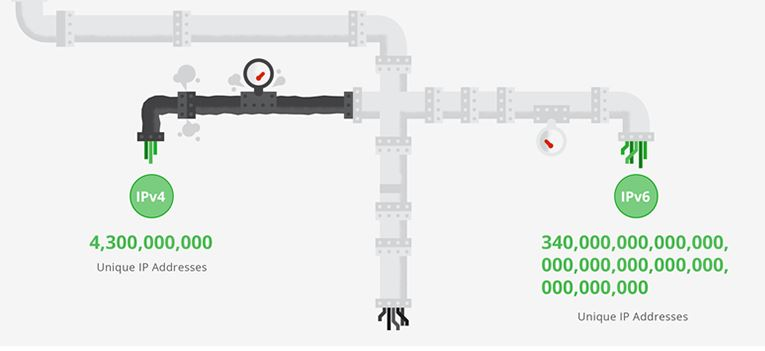 IPv4
4,300,000,000
Unique IP Addresses
IPv6
340,000,000,000,000,
000,000,000,000,000,
000,000,000
Unique IP Addresses